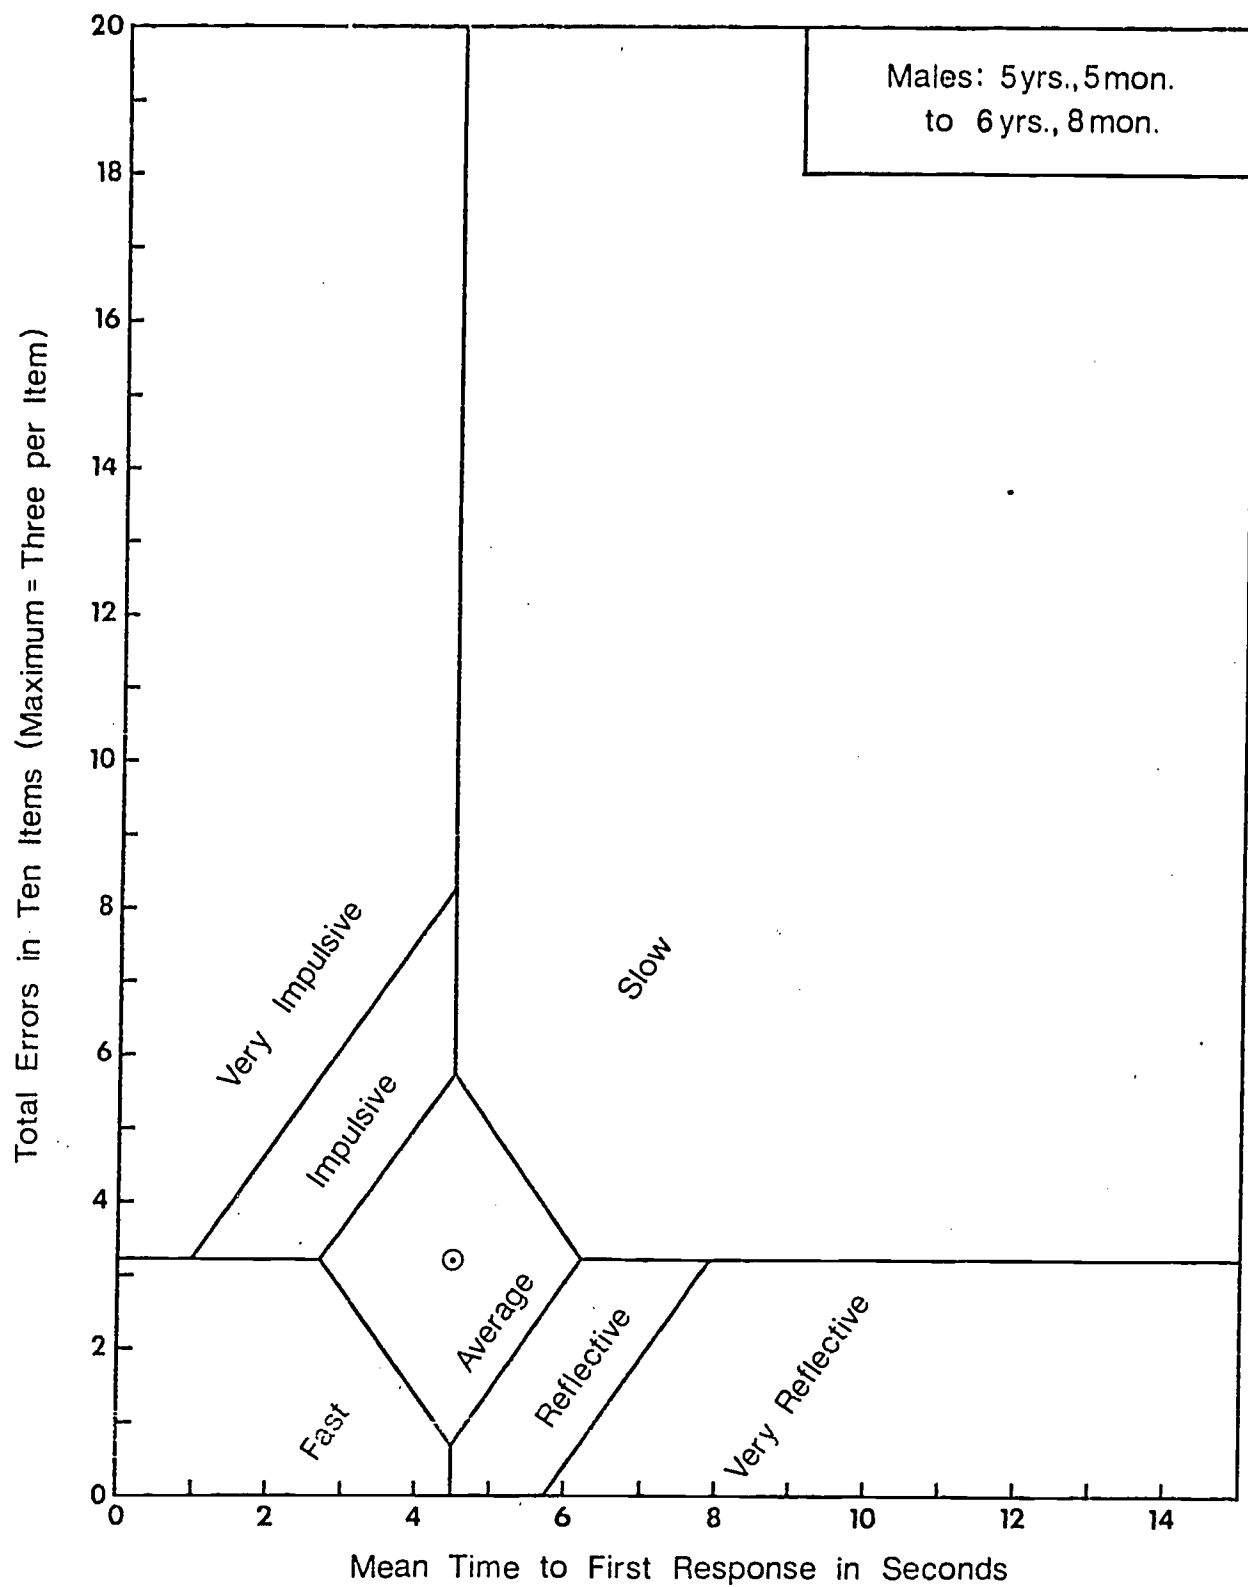 Males: 5yrs.,5mon.
to 6yrs.,8mon.
Total Errors in Ten Items (Maximum = Three per Item)
20
18
16
14
12
10
8
6
4
2
0
Very Impulsive
Impulsive
Slow
Average
Reflective
Very Reflective
Fast
0 2 4 6 8 10 12 14
Mean Time to First Response in Seconds